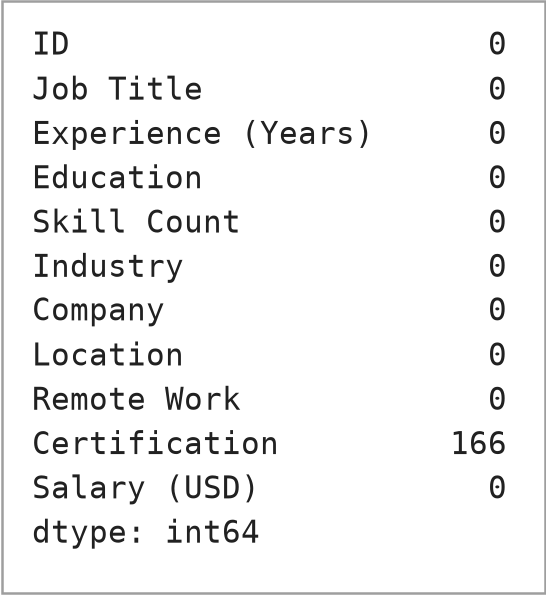 ID 0
Job Title 0
Experience (Years) 0
Education 0
Skill Count 0
Industry 0
Company 0
Location 0
Remote Work 0
Certification 166
Salary (USD) 0
dtype: int64